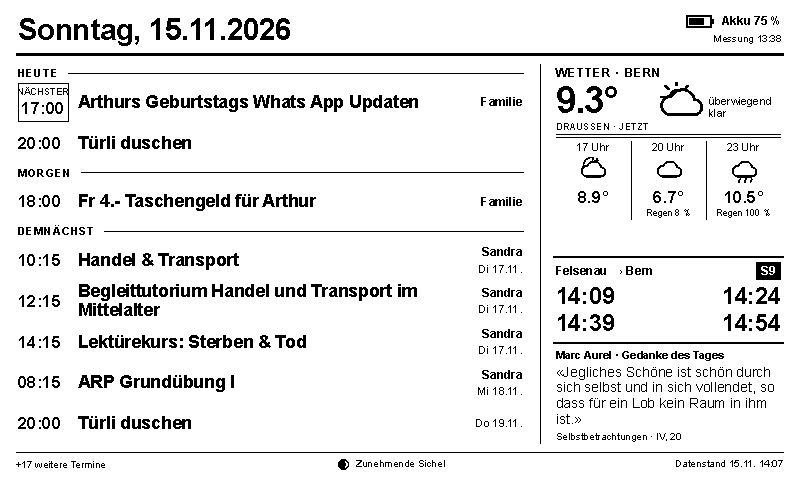 Sonntag, 15.11.2026
Akku 75 %
Messung 13:38
HEUTE
NÄCHSTER
17:00 Arthurs Geburtstags Whats App Updaten Familie
20:00 Türli duschen
MORGEN
18:00 Fr 4.- Taschengeld für Arthur Familie
DEMNÄCHST
10:15 Handel & Transport Sandra
Di 17.11.
12:15 Begleittutorium Handel und Transport im Mittelalter Sandra
Di 17.11.
14:15 Lektürekurs: Sterben & Tod Sandra
Di 17.11.
08:15 ARP Grundübung I Sandra
Mi 18.11.
20:00 Türli duschen Do 19.11.
WETTER · BERN
9.3°
überwiegend
klar
DRAUSSEN · JETZT
17 Uhr 20 Uhr 23 Uhr
8.9° 6.7° 10.5°
Regen 8 % Regen 100 %
Felsenau › Bern S9
14:09 14:24
14:39 14:54
Marc Aurel · Gedanke des Tages
«Jegliches Schöne ist schön durch
sich selbst und in sich vollendet, so
dass für ein Lob kein Raum in ihm
ist.»
Selbstbetrachtungen · IV, 20
+17 weitere Termine
Zunehmende Sichel
Datenstand 15.11. 14:07